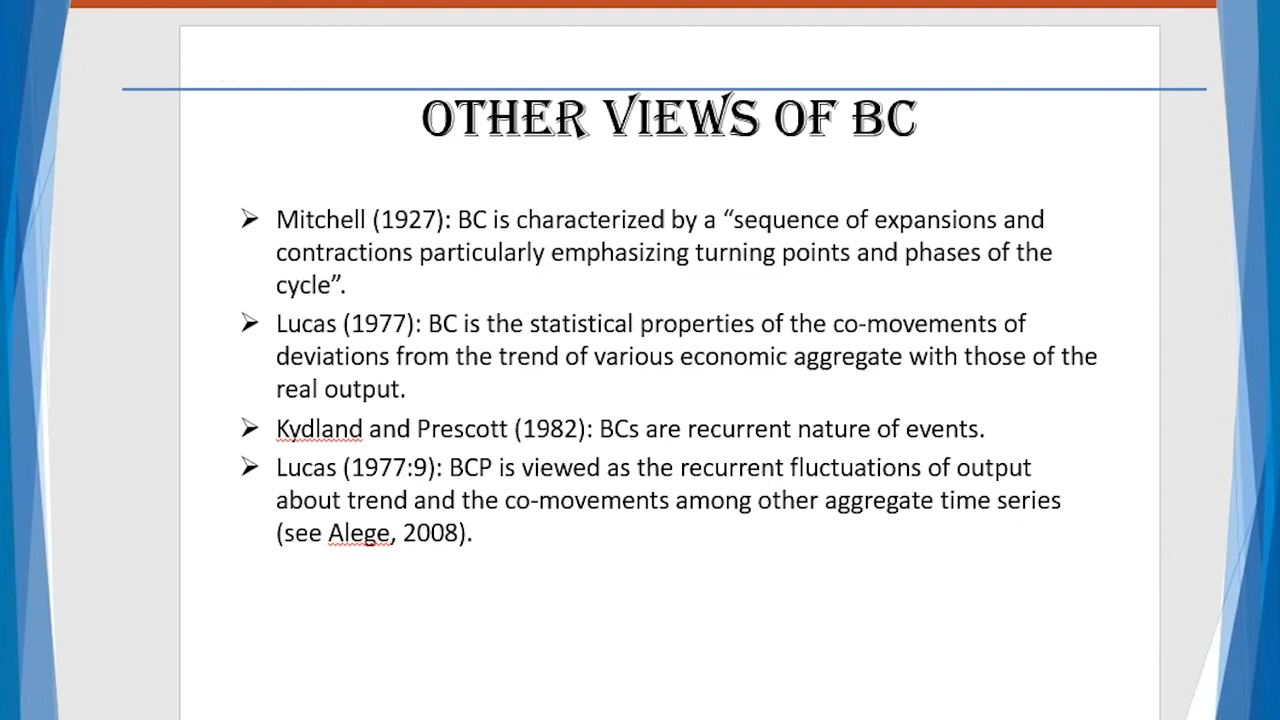 OTHER VIEWS OF BC
➢ Mitchell (1927): BC is characterized by a “sequence of expansions and
contractions particularly emphasizing turning points and phases of the
cycle”.
➢ Lucas (1977): BC is the statistical properties of the co-movements of
deviations from the trend of various economic aggregate with those of the
real output.
➢ Kydland and Prescott (1982): BCs are recurrent nature of events.
➢ Lucas (1977:9): BCP is viewed as the recurrent fluctuations of output
about trend and the co-movements among other aggregate time series
(see Alege, 2008).